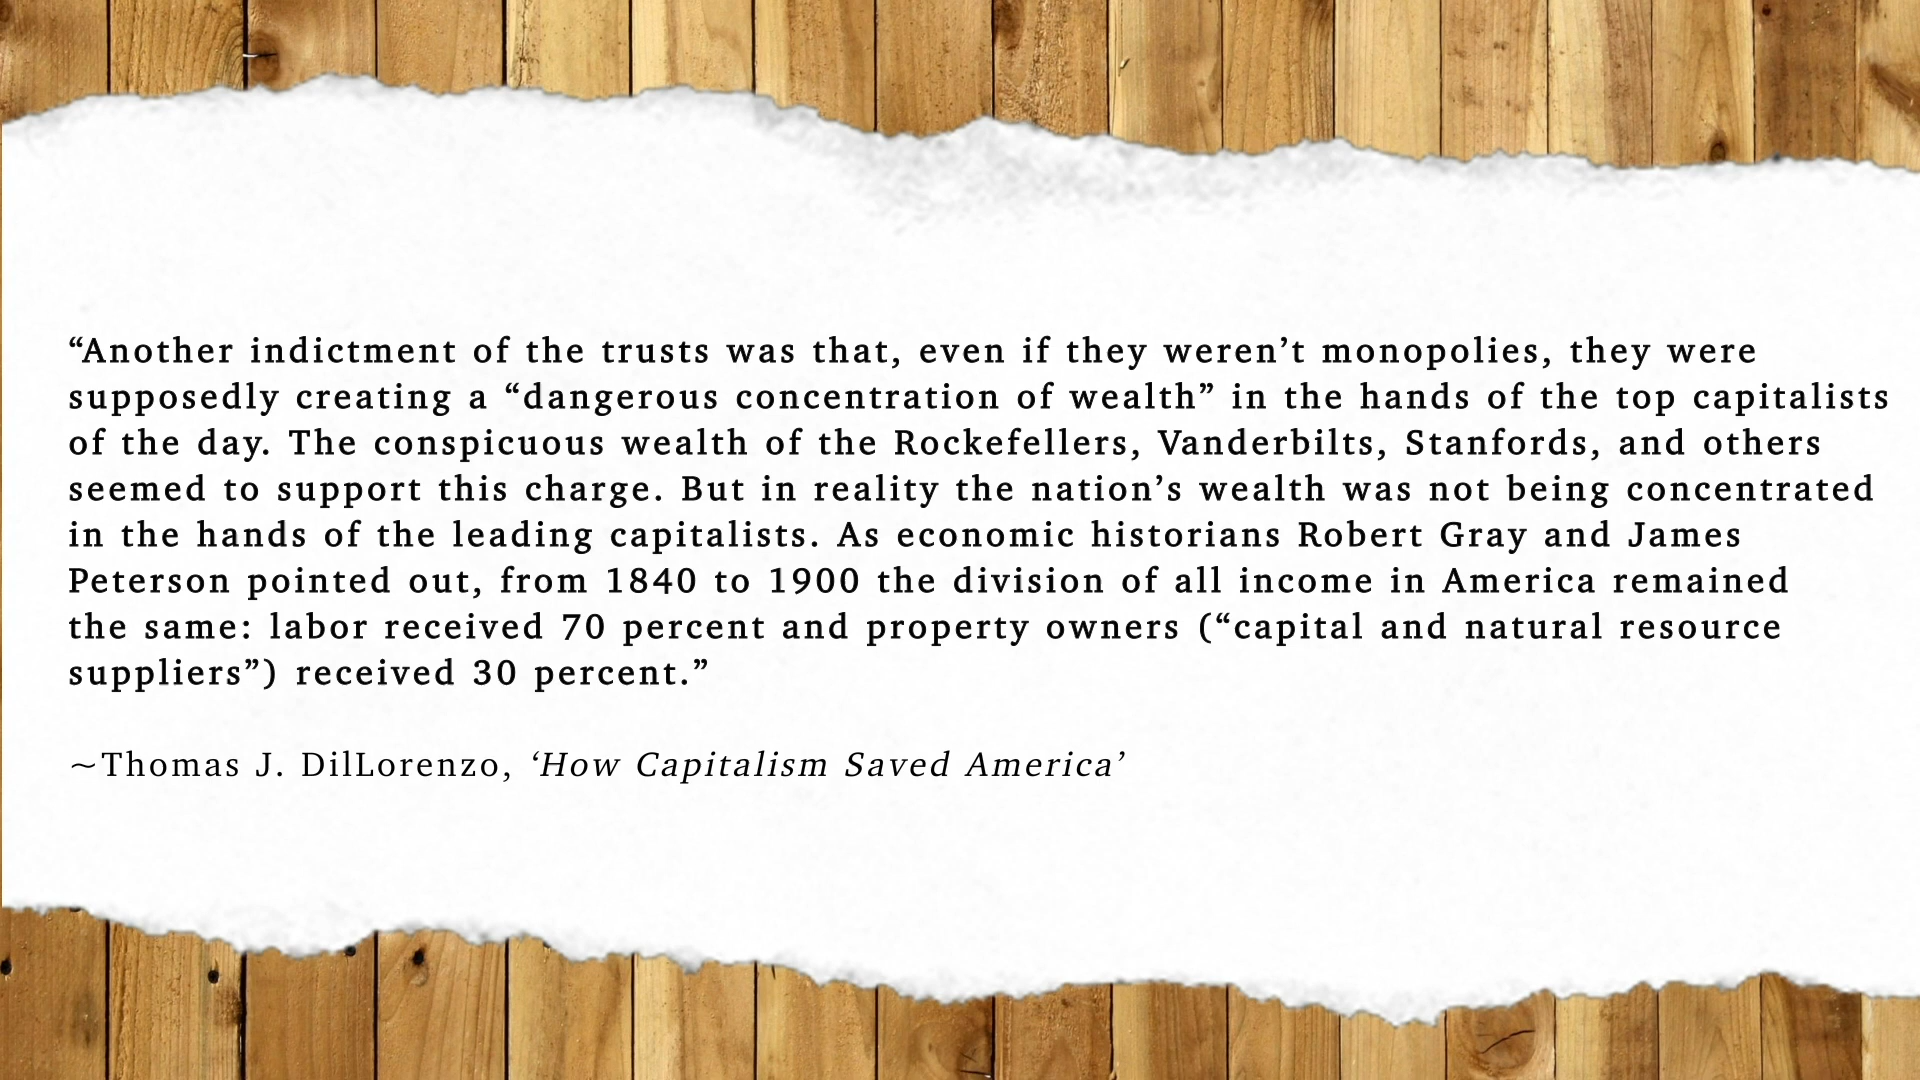 “Another indictment of the trusts was that, even if they weren’t monopolies, they were
supposedly creating a “dangerous concentration of wealth” in the hands of the top capitalists
of the day. The conspicuous wealth of the Rockefellers, Vanderbilts, Stanfords, and others
seemed to support this charge. But in reality the nation’s wealth was not being concentrated
in the hands of the leading capitalists. As economic historians Robert Gray and James
Peterson pointed out, from 1840 to 1900 the division of all income in America remained
the same: labor received 70 percent and property owners (“capital and natural resource
suppliers”) received 30 percent.”
~Thomas J. DilLorenzo, ‘How Capitalism Saved America’